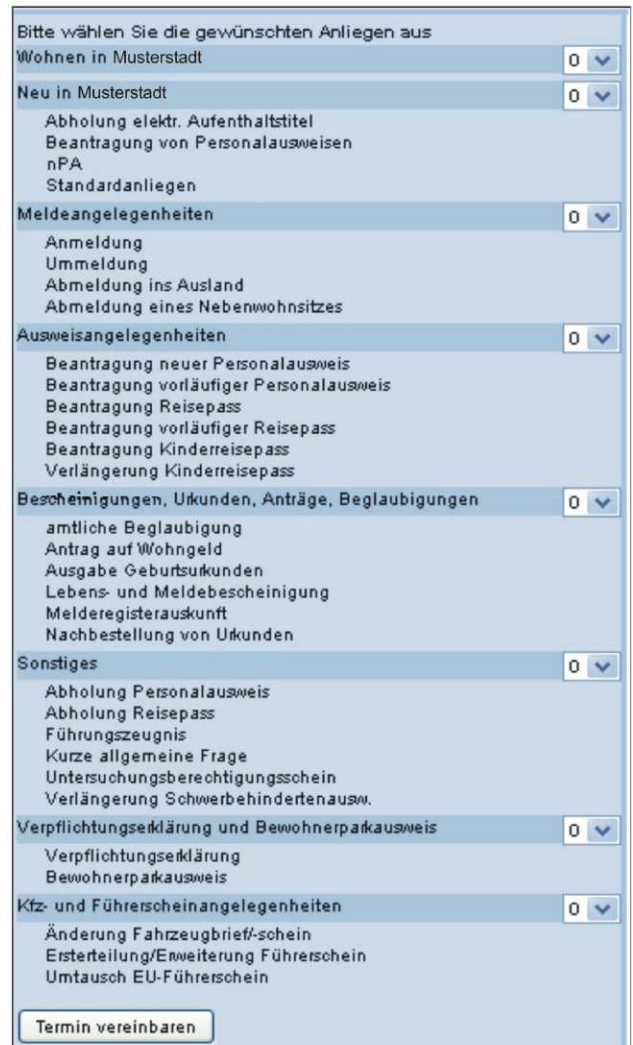 Bitte wählen Sie die gewünschten Anliegen aus
Wohnen in Musterstadt 0
Neu in Musterstadt 0
Abholung elektr. Aufenthaltstitel
Beantragung von Personalausweisen
nPA
Standardanliegen
Meldeangelegenheiten 0
Anmeldung
Ummeldung
Abmeldung ins Ausland
Abmeldung eines Nebenwohnsitzes
Ausweisangelegenheiten 0
Beantragung neuer Personalausweis
Beantragung vorläufiger Personalausweis
Beantragung Reisepass
Beantragung vorläufiger Reisepass
Beantragung Kinderreisepass
Verlängerung Kinderreisepass
Bescheinigungen, Urkunden, Anträge, Beglaubigungen 0
amtliche Beglaubigung
Antrag auf Wohngeld
Ausgabe Geburtsurkunden
Lebens- und Meldebescheinigung
Melderegisterauskunft
Nachbestellung von Urkunden
Sonstiges 0
Abholung Personalausweis
Abholung Reisepass
Führungszeugnis
Kurze allgemeine Frage
Untersuchungsberechtigungsschein
Verlängerung Schwerbehindertenausw.
Verpflichtungserklärung und Bewohnerparkausweis 0
Verpflichtungserklärung
Bewohnerparkausweis
Kfz- und Führerscheinangelegenheiten 0
Änderung Fahrzeugbrief/-schein
Ersterteilung/Erweiterung Führerschein
Umtausch EU-Führerschein
Termin vereinbaren